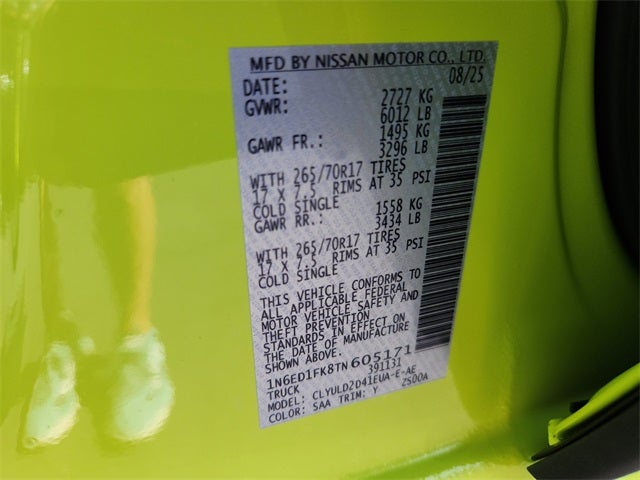 MFD BY NISSAN MOTOR CO., LTD.
DATE: 08/25
GVWR: 2727 KG
6012 LB
GAWR FR.: 1495 KG
3296 LB
WITH 265/70R17 TIRES
17 X 7.5 RIMS AT 35 PSI
COLD SINGLE
GAWR RR.: 1558 KG
3434 LB
WITH 265/70R17 TIRES
17 X 7.5 RIMS AT 35 PSI
COLD SINGLE
THIS VEHICLE CONFORMS TO
ALL APPLICABLE FEDERAL
MOTOR VEHICLE SAFETY AND
THEFT PREVENTION
STANDARDS IN EFFECT ON
THE DATE OF MANUFACTURE
SHOWN ABOVE.
1N6ED1FK8TN605171
TRUCK 391131
MODEL: CLYULD2D41EUA-E-AE
COLOR: SAA TRIM: Y ZSOOA